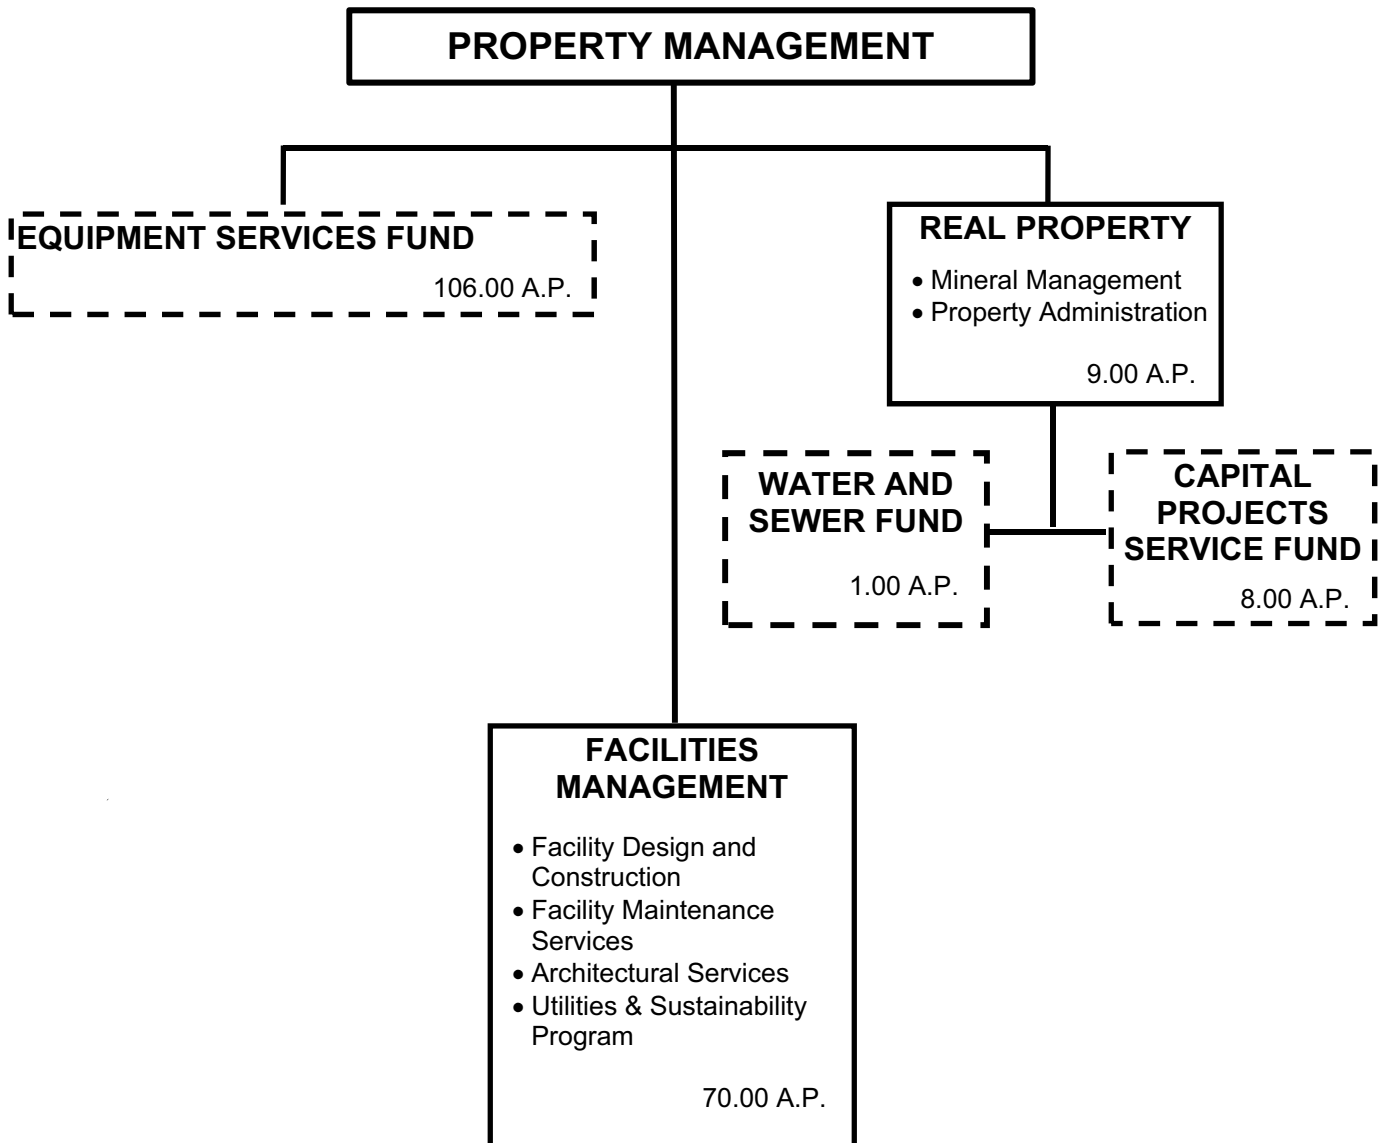 PROPERTY MANAGEMENT
EQUIPMENT SERVICES FUND
106.00 A.P.
REAL PROPERTY
• Mineral Management
• Property Administration
9.00 A.P.
WATER AND
SEWER FUND
1.00 A.P.
CAPITAL
PROJECTS
SERVICE FUND
8.00 A.P.
FACILITIES
MANAGEMENT
• Facility Design and
Construction
• Facility Maintenance
Services
• Architectural Services
• Utilities & Sustainability
Program
70.00 A.P.